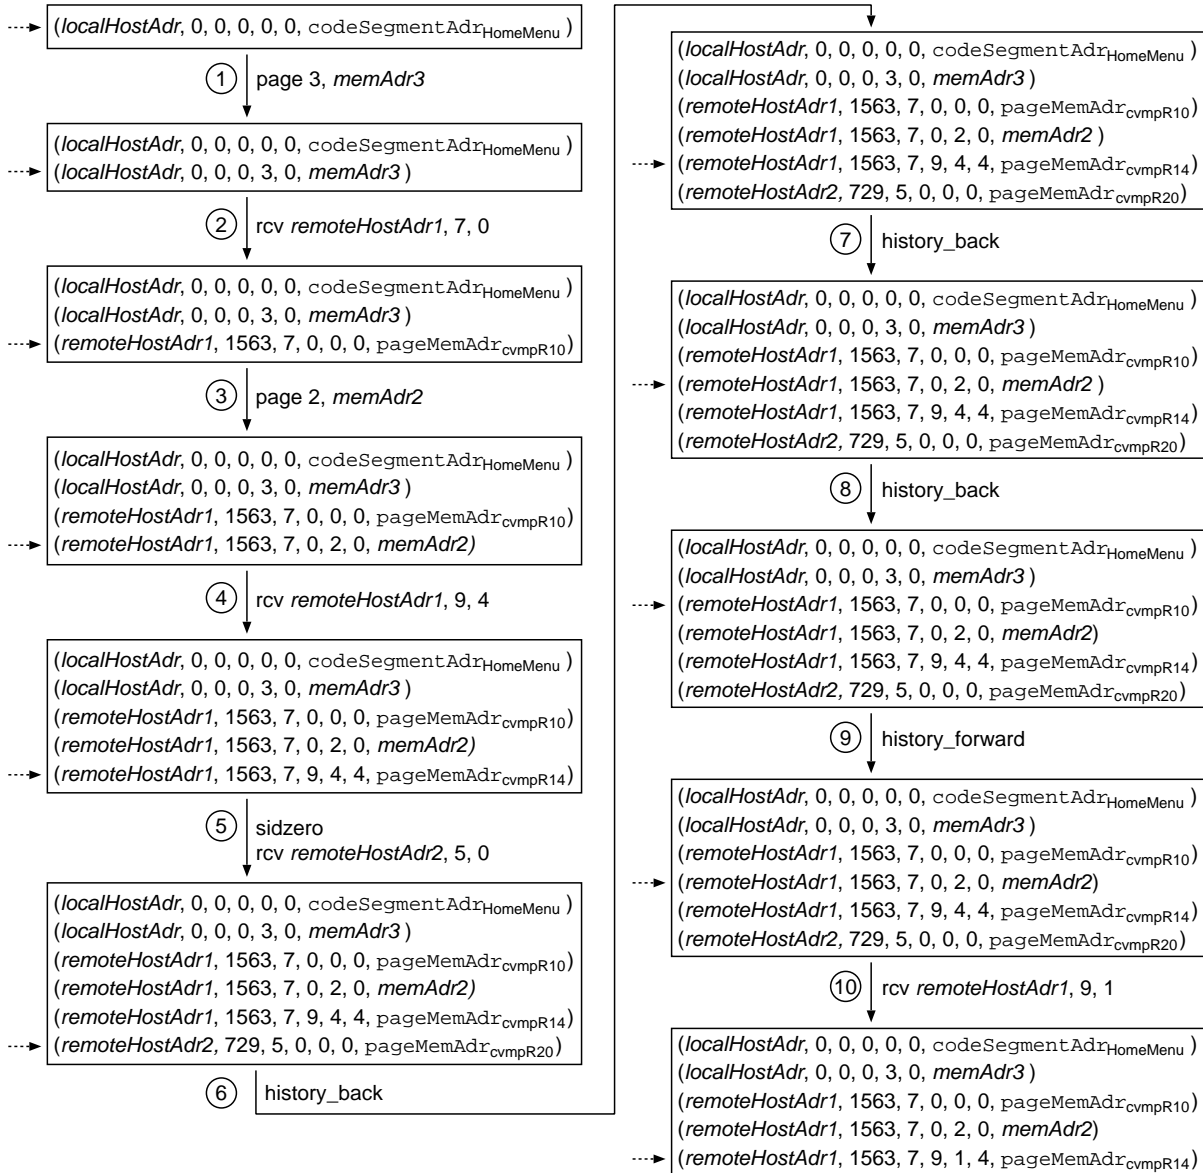 (localHostAdr, 0, 0, 0, 0, 0, codeSegmentAdrHomeMenu )
1 page 3, memAdr3
(localHostAdr, 0, 0, 0, 0, 0, codeSegmentAdrHomeMenu )
(localHostAdr, 0, 0, 0, 3, 0, memAdr3 )
2 rcv remoteHostAdr1, 7, 0
(localHostAdr, 0, 0, 0, 0, 0, codeSegmentAdrHomeMenu )
(localHostAdr, 0, 0, 0, 3, 0, memAdr3 )
(remoteHostAdr1, 1563, 7, 0, 0, 0, pageMemAdrcvmpR10)
3 page 2, memAdr2
(localHostAdr, 0, 0, 0, 0, 0, codeSegmentAdrHomeMenu )
(localHostAdr, 0, 0, 0, 3, 0, memAdr3 )
(remoteHostAdr1, 1563, 7, 0, 0, 0, pageMemAdrcvmpR10)
(remoteHostAdr1, 1563, 7, 0, 2, 0, memAdr2)
4 rcv remoteHostAdr1, 9, 4
(localHostAdr, 0, 0, 0, 0, 0, codeSegmentAdrHomeMenu )
(localHostAdr, 0, 0, 0, 3, 0, memAdr3 )
(remoteHostAdr1, 1563, 7, 0, 0, 0, pageMemAdrcvmpR10)
(remoteHostAdr1, 1563, 7, 0, 2, 0, memAdr2)
(remoteHostAdr1, 1563, 7, 9, 4, 4, pageMemAdrcvmpR14)
5 sidzero
rcv remoteHostAdr2, 5, 0
(localHostAdr, 0, 0, 0, 0, 0, codeSegmentAdrHomeMenu )
(localHostAdr, 0, 0, 0, 3, 0, memAdr3 )
(remoteHostAdr1, 1563, 7, 0, 0, 0, pageMemAdrcvmpR10)
(remoteHostAdr1, 1563, 7, 0, 2, 0, memAdr2)
(remoteHostAdr1, 1563, 7, 9, 4, 4, pageMemAdrcvmpR14)
(remoteHostAdr2, 729, 5, 0, 0, 0, pageMemAdrcvmpR20)
6 history_back
(localHostAdr, 0, 0, 0, 0, 0, codeSegmentAdrHomeMenu )
(localHostAdr, 0, 0, 0, 3, 0, memAdr3 )
(remoteHostAdr1, 1563, 7, 0, 0, 0, pageMemAdrcvmpR10)
(remoteHostAdr1, 1563, 7, 0, 2, 0, memAdr2 )
(remoteHostAdr1, 1563, 7, 9, 4, 4, pageMemAdrcvmpR14)
(remoteHostAdr2, 729, 5, 0, 0, 0, pageMemAdrcvmpR20)
7 history_back
(localHostAdr, 0, 0, 0, 0, 0, codeSegmentAdrHomeMenu )
(localHostAdr, 0, 0, 0, 3, 0, memAdr3 )
(remoteHostAdr1, 1563, 7, 0, 0, 0, pageMemAdrcvmpR10)
(remoteHostAdr1, 1563, 7, 0, 2, 0, memAdr2 )
(remoteHostAdr1, 1563, 7, 9, 4, 4, pageMemAdrcvmpR14)
(remoteHostAdr2, 729, 5, 0, 0, 0, pageMemAdrcvmpR20)
8 history_back
(localHostAdr, 0, 0, 0, 0, 0, codeSegmentAdrHomeMenu )
(localHostAdr, 0, 0, 0, 3, 0, memAdr3 )
(remoteHostAdr1, 1563, 7, 0, 0, 0, pageMemAdrcvmpR10)
(remoteHostAdr1, 1563, 7, 0, 2, 0, memAdr2)
(remoteHostAdr1, 1563, 7, 9, 4, 4, pageMemAdrcvmpR14)
(remoteHostAdr2, 729, 5, 0, 0, 0, pageMemAdrcvmpR20)
9 history_forward
(localHostAdr, 0, 0, 0, 0, 0, codeSegmentAdrHomeMenu )
(localHostAdr, 0, 0, 0, 3, 0, memAdr3 )
(remoteHostAdr1, 1563, 7, 0, 0, 0, pageMemAdrcvmpR10)
(remoteHostAdr1, 1563, 7, 0, 2, 0, memAdr2)
(remoteHostAdr1, 1563, 7, 9, 4, 4, pageMemAdrcvmpR14)
(remoteHostAdr2, 729, 5, 0, 0, 0, pageMemAdrcvmpR20)
10 rcv remoteHostAdr1, 9, 1
(localHostAdr, 0, 0, 0, 0, 0, codeSegmentAdrHomeMenu )
(localHostAdr, 0, 0, 0, 3, 0, memAdr3 )
(remoteHostAdr1, 1563, 7, 0, 0, 0, pageMemAdrcvmpR10)
(remoteHostAdr1, 1563, 7, 0, 2, 0, memAdr2)
(remoteHostAdr1, 1563, 7, 9, 1, 4, pageMemAdrcvmpR14)